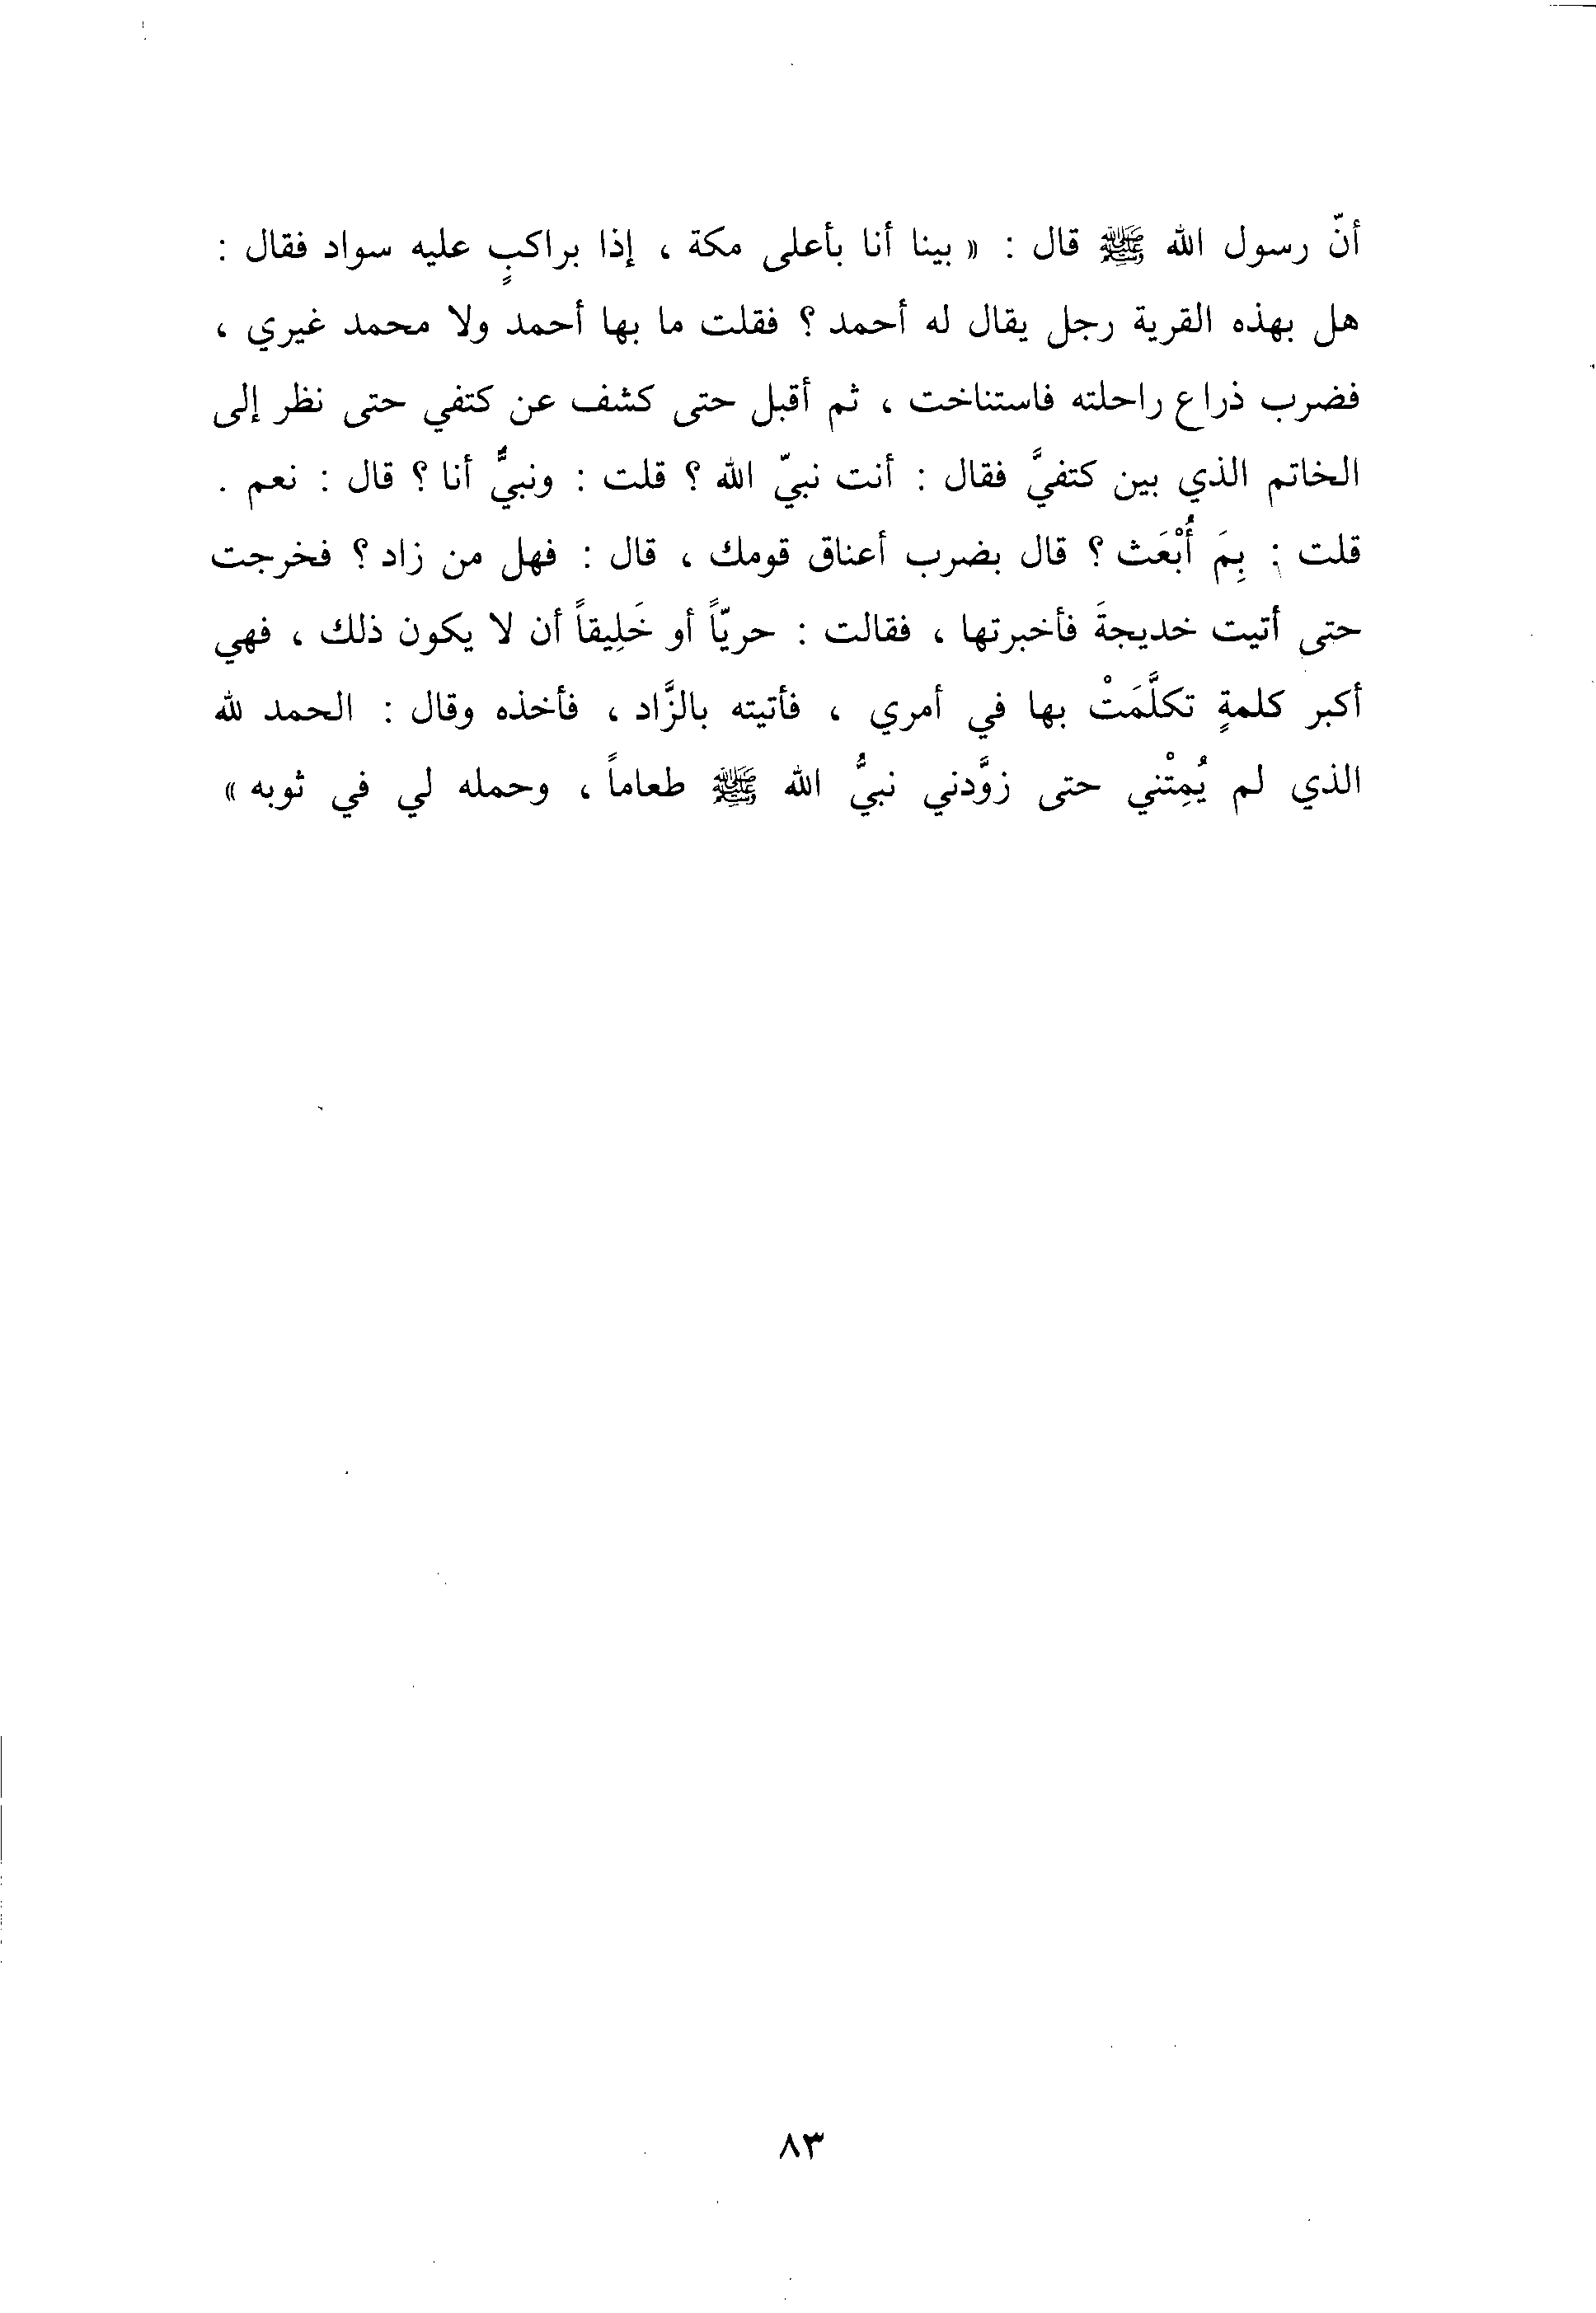 أنّ رسول الله ﷺ قال : « بينا أنا بأعلى مكة ، إذا براكبٍ عليه سواد فقال :
هل بهذه القرية رجل يقال له أحمد ؟ فقلت ما بها أحمد ولا محمد غيري ،
فضرب ذراع راحلته فاستناخت ، ثم أقبل حتى كشف عن كتفي حتى نظر إلى
الخاتم الذي بين كتفيَّ فقال : أنت نبيّ الله ؟ قلت : ونبيٌّ أنا ؟ قال : نعم .
قلت : بِمَ أُبْعَث ؟ قال بضرب أعناق قومك ، قال : فهل من زاد ؟ فخرجت
حتى أتيت خديجةَ فأخبرتها ، فقالت : حريّاً أو خَلِيقاً أن لا يكون ذلك ، فهي
أكبر كلمةٍ تكلَّمَتْ بها في أمري ، فأتيته بالزَّاد ، فأخذه وقال : الحمد لله
الذي لم يُمِتْني حتى زوَّدني نبيُّ الله ﷺ طعاماً ، وحمله لي في ثوبه »
٨٣